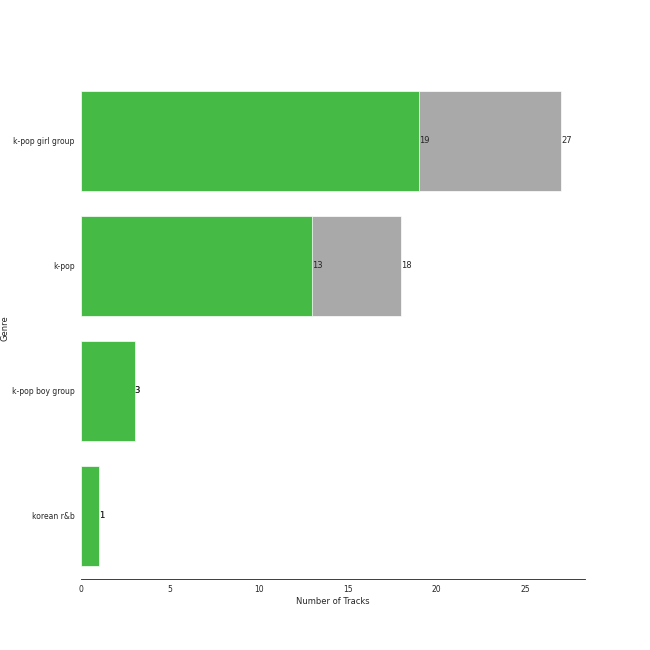 k-pop girl group
19
27
k-pop
13
18
Genre
k-pop boy group
3
korean r&b
1
0
5
10
15
20
25
Number of Tracks